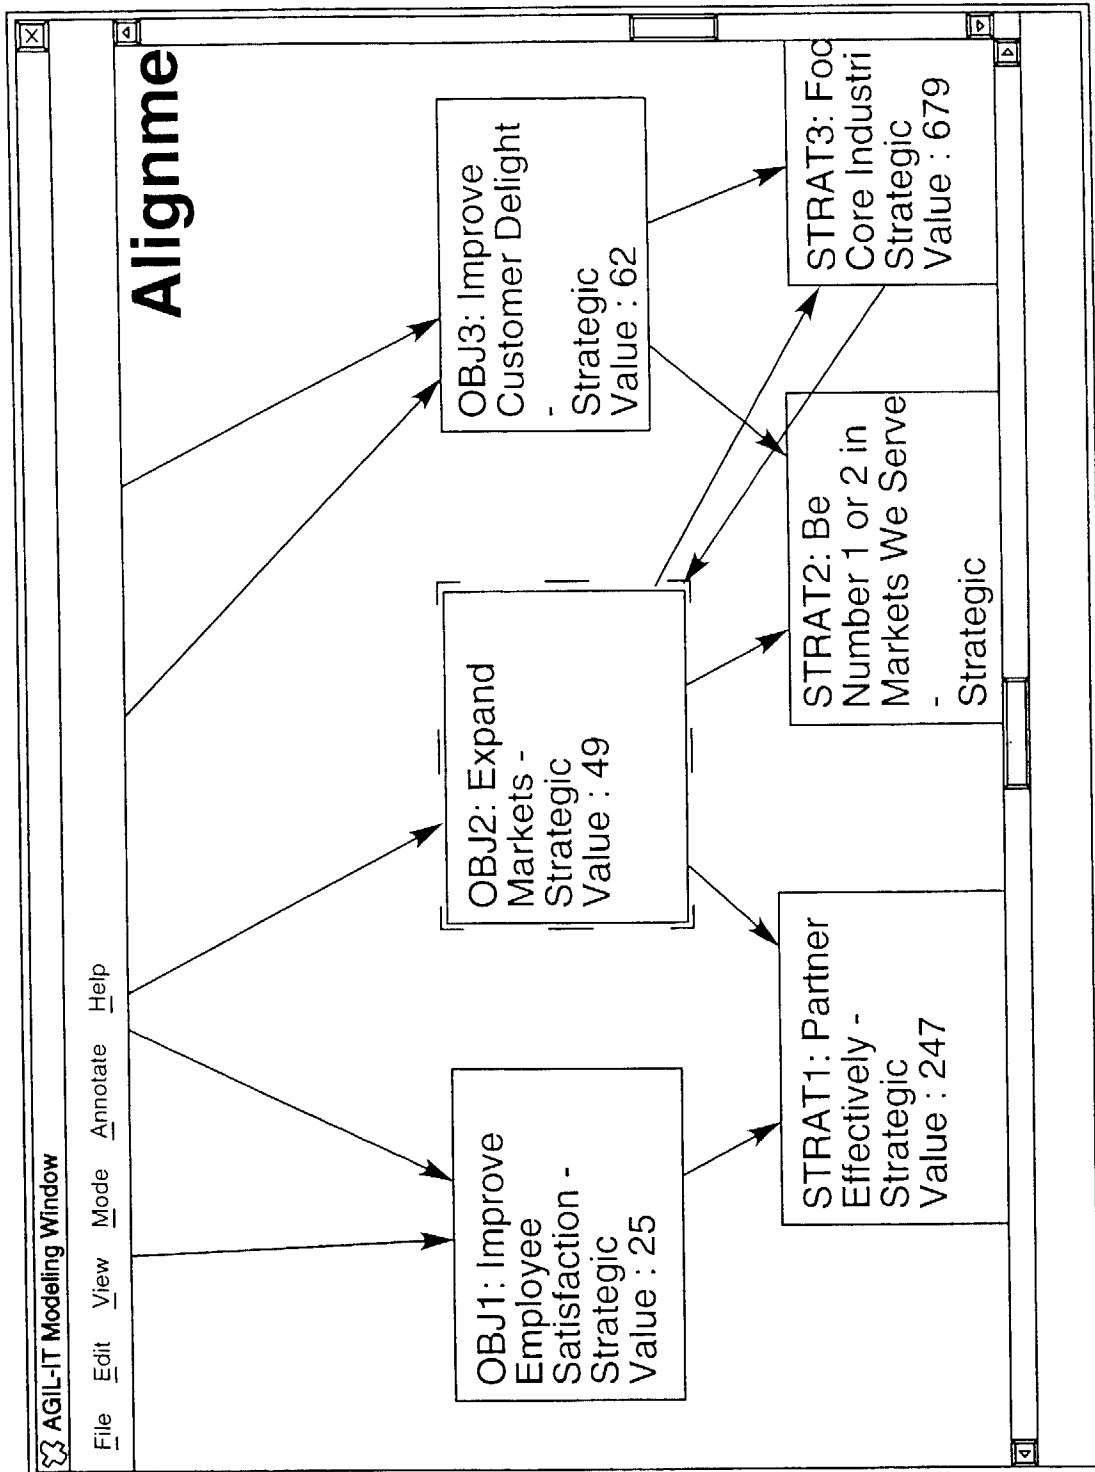 AGIL-IT Modeling Window
File Edit View Mode Annotate Help
Alignme
OBJ1: Improve
Employee
Satisfaction -
Strategic
Value : 25
OBJ2: Expand
Markets -
Strategic
Value : 49
OBJ3: Improve
Customer Delight
-
Strategic
Value : 62
STRAT1: Partner
Effectively -
Strategic
Value : 247
STRAT2: Be
Number 1 or 2 in
Markets We Serve
-
Strategic
STRAT3: Foc
Core Industri
Strategic
Value : 679